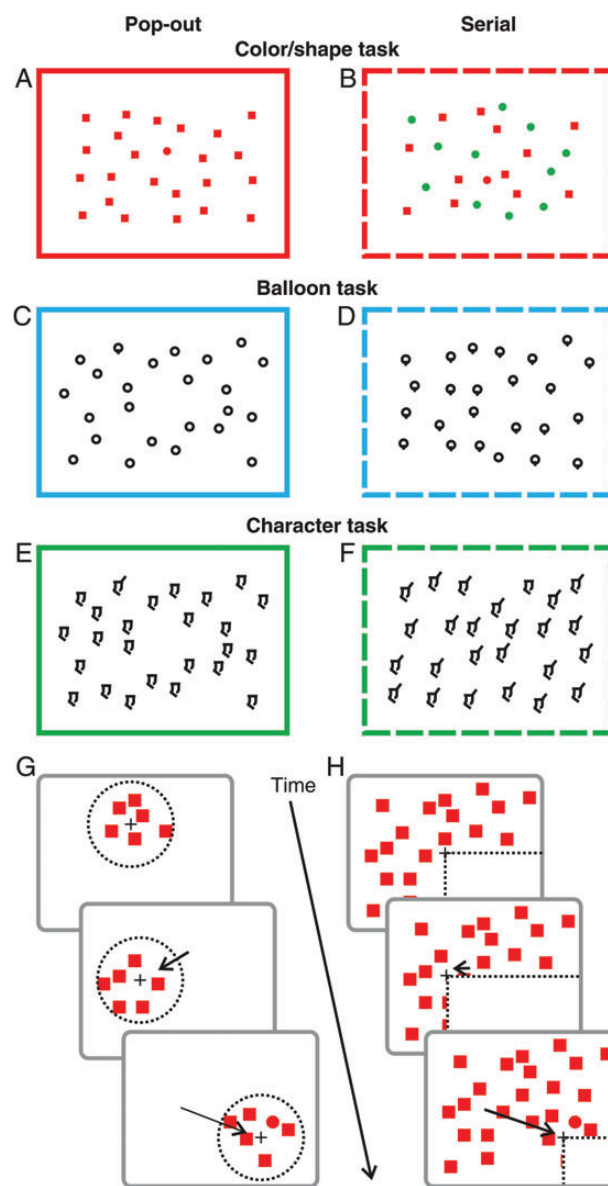 Pop-out Serial
Color/shape task
A B
Balloon task
C D
Character task
E F
G Time H